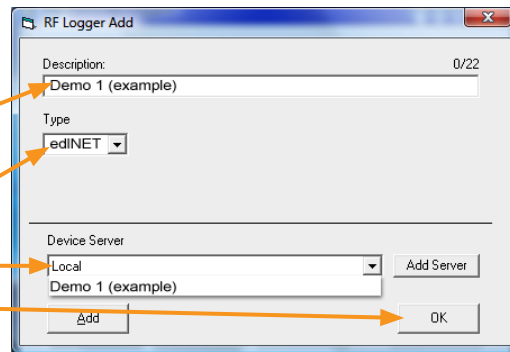 RF Logger Add
Description: 0/22
Demo 1 (example)
Type
edINET
Device Server
Local Add Server
Demo 1 (example)
Add OK